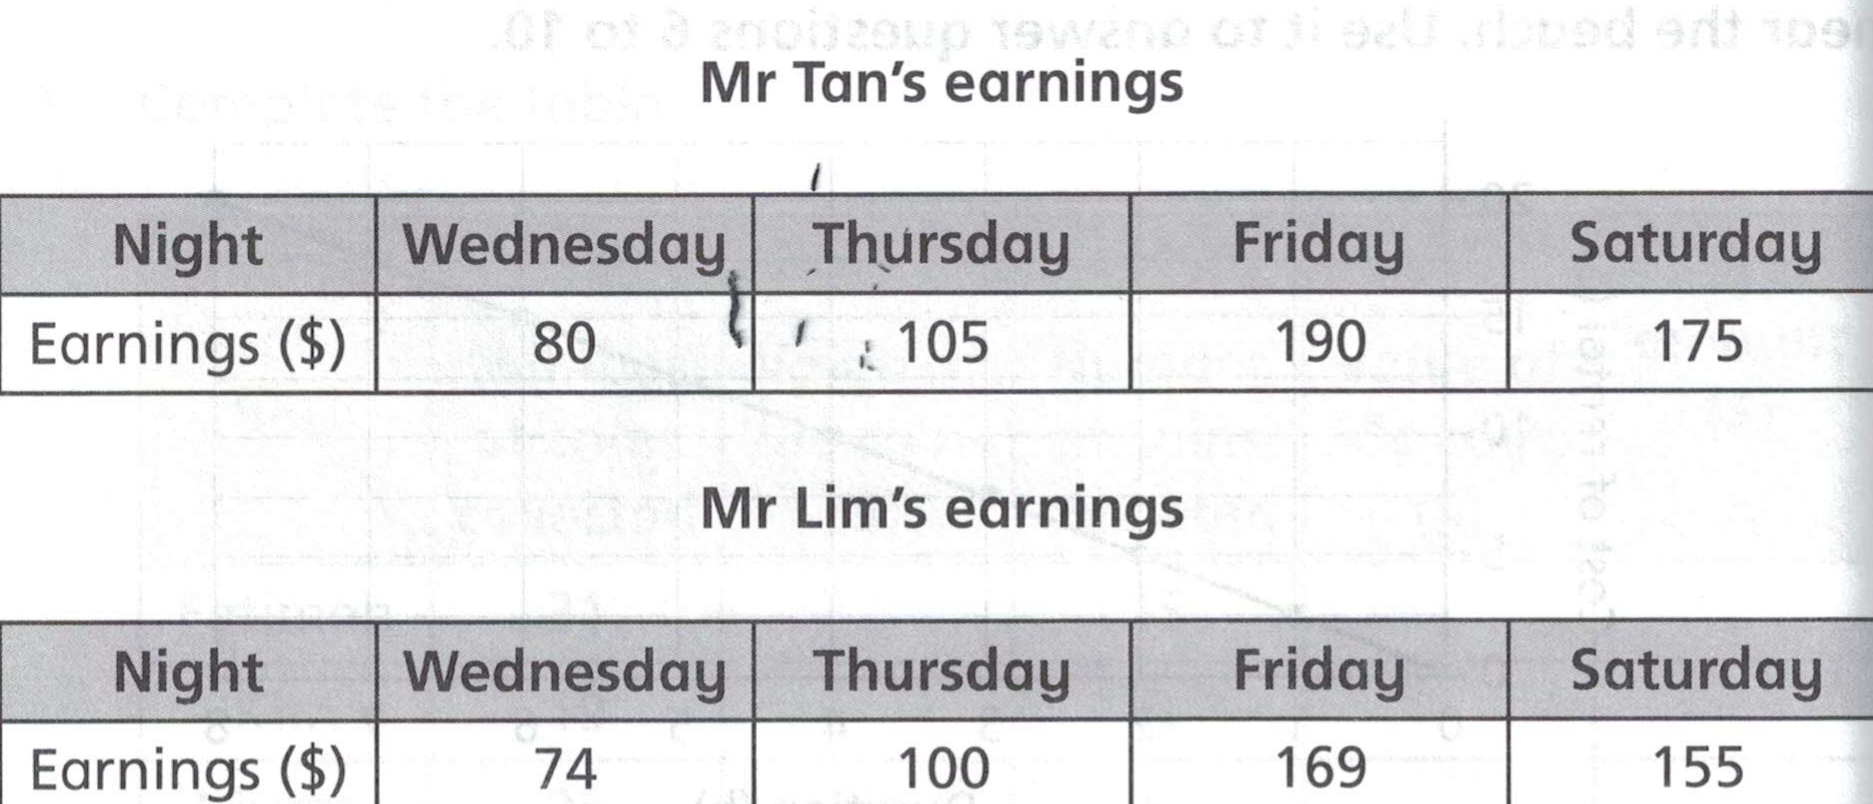 Mr Tan's earnings
Night Wednesday Thursday Friday Saturday
Earnings ($) 80 105 190 175
Mr Lim's earnings
Night Wednesday Thursday Friday Saturday
Earnings ($) 74 100 169 155